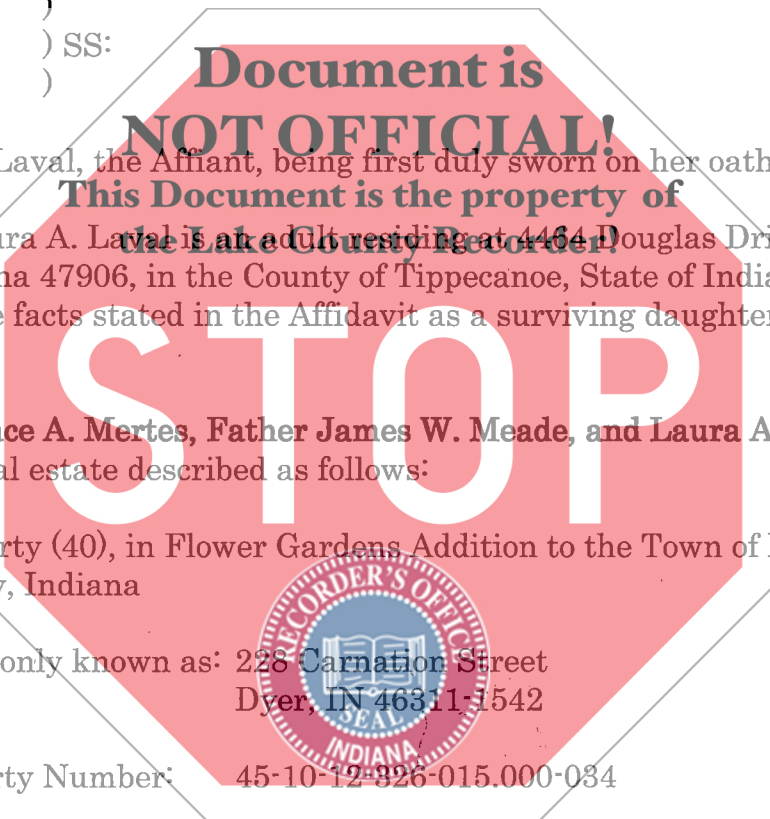 ) SS:
)
Document is
NOT OFFICIAL!
Laval, the Affiant, being first duly sworn on her oath
This Document is the property of
ura A. Laval is an adult residing at 4464 Douglas Dri
the Lake County Recorder!
na 47906, in the County of Tippecanoe, State of India
e facts stated in the Affidavit as a surviving daughter
STOP
ce A. Mertes, Father James W. Meade, and Laura A
al estate described as follows:
rty (40), in Flower Gardens Addition to the Town of
y, Indiana
RECORDER'S OFFICE
only known as: 228 Carnation Street
Dyer, IN 46311-1542
SEAL
INDIANA
rty Number: 45-10-12-326-015.000-034